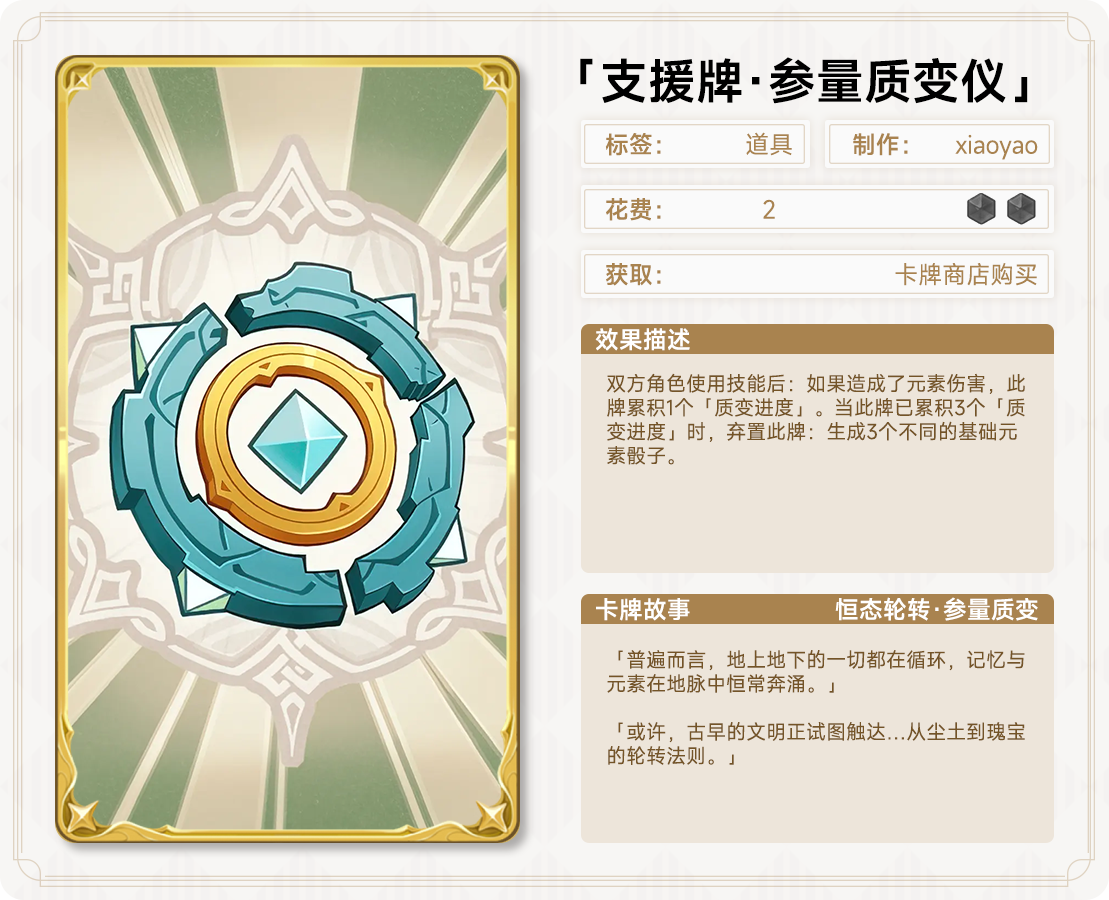 「支援牌·参量质变仪」
标签： 道具 制作： xiaoyao
花费： 2
获取： 卡牌商店购买
效果描述
双方角色使用技能后：如果造成了元素伤害，此
牌累积1个「质变进度」。当此牌已累积3个「质
变进度」时，弃置此牌：生成3个不同的基础元
素骰子。
卡牌故事 恒态轮转·参量质变
「普遍而言，地上地下的一切都在循环，记忆与
元素在地脉中恒常奔涌。」
「或许，古早的文明正试图触达...从尘土到瑰宝
的轮转法则。」